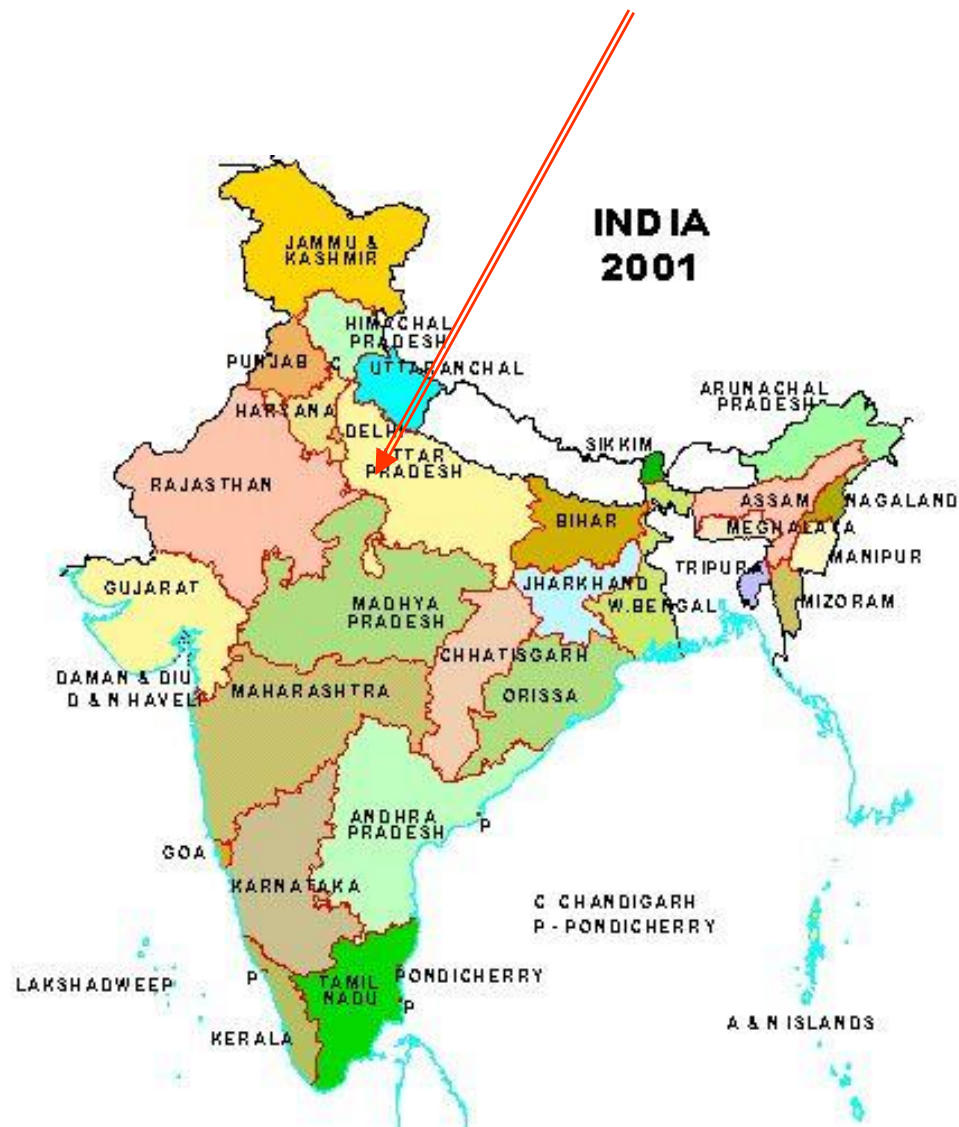 INDIA
2001
JAMMU &
KASHMIR
HIMACHAL
PRADESH
PUNJAB
C
UTTARANCHAL
ARUNACHAL
PRADESH
HARYANA
DELHI
SIKKIM
UTTAR
PRADESH
RAJASTHAN
ASSAM
NAGALAND
BIHAR
MEGHALAYA
MANIPUR
TRIPURA
GUJARAT
JHARKHAND
MADHYA
PRADESH
W.BENGAL
MIZORAM
CHHATISGARH
DAMAN & DIU
D & N HAVELI
MAHARASHTRA
ORISSA
ANDHRA
PRADESH
P
GOA
KARNATAKA
C CHANDIGARH
P - PONDICHERRY
LAKSHADWEEP
P
TAMIL
NADU
PONDICHERRY
P
KERALA
A & N ISLANDS